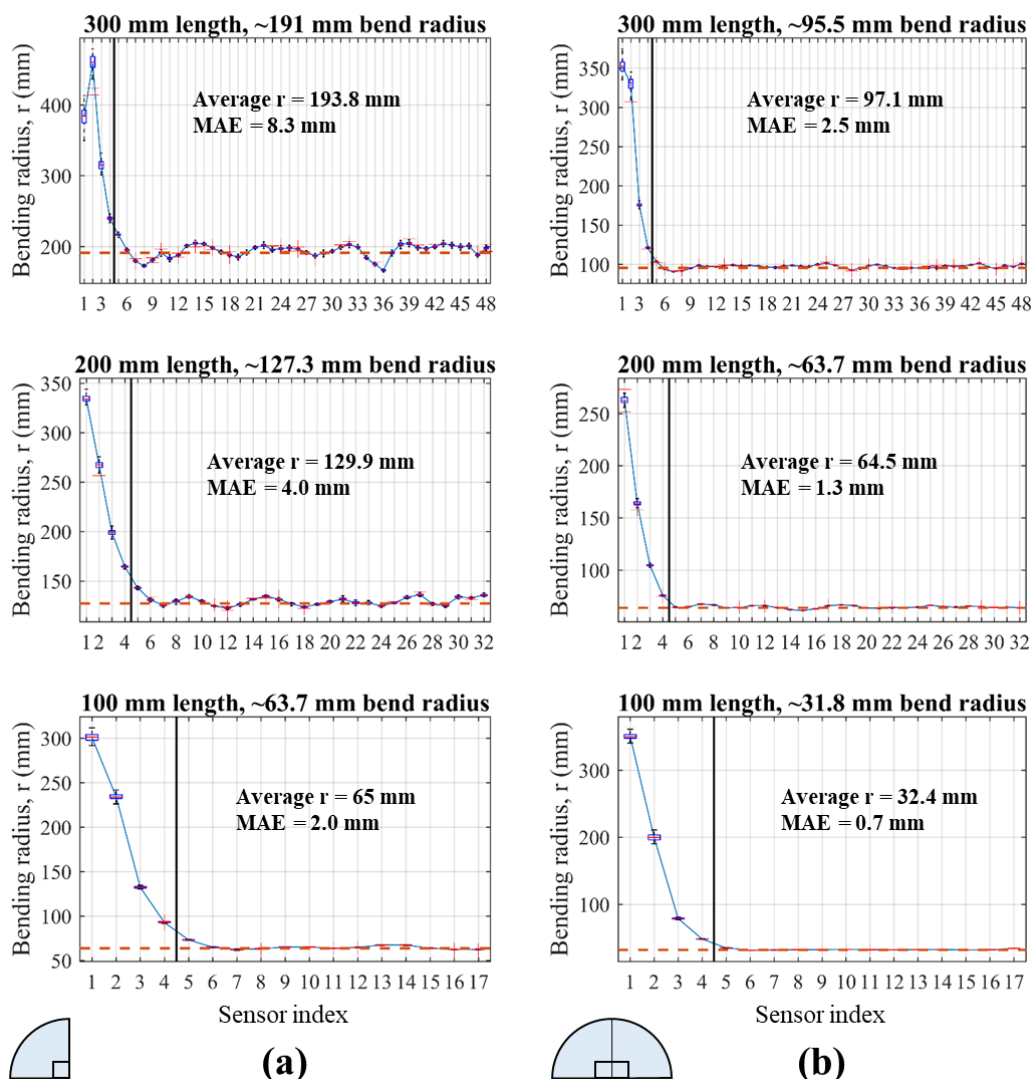 300 mm length, ~191 mm bend radius
Bending radius, r (mm)
400
300
200
Average r = 193.8 mm
MAE = 8.3 mm
1 3 6 9 12 15 18 21 24 27 30 33 36 39 42 45 48
300 mm length, ~95.5 mm bend radius
Bending radius, r (mm)
350
300
250
200
150
100
Average r = 97.1 mm
MAE = 2.5 mm
1 3 6 9 12 15 18 21 24 27 30 33 36 39 42 45 48
200 mm length, ~127.3 mm bend radius
Bending radius, r (mm)
350
300
250
200
150
Average r = 129.9 mm
MAE = 4.0 mm
1 2 4 6 8 10 12 14 16 18 20 22 24 26 28 30 32
200 mm length, ~63.7 mm bend radius
Bending radius, r (mm)
250
200
150
100
Average r = 64.5 mm
MAE = 1.3 mm
1 2 4 6 8 10 12 14 16 18 20 22 24 26 28 30 32
100 mm length, ~63.7 mm bend radius
Bending radius, r (mm)
300
250
200
150
100
50
Average r = 65 mm
MAE = 2.0 mm
1 2 3 4 5 6 7 8 9 10 11 12 13 14 15 16 17
Sensor index
(a)
100 mm length, ~31.8 mm bend radius
Bending radius, r (mm)
300
200
100
Average r = 32.4 mm
MAE = 0.7 mm
1 2 3 4 5 6 7 8 9 10 11 12 13 14 15 16 17
Sensor index
(b)